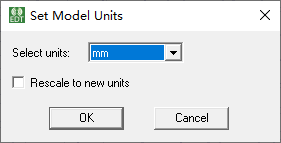 EDT Set Model Units
Select units: mm
Rescale to new units
OK Cancel